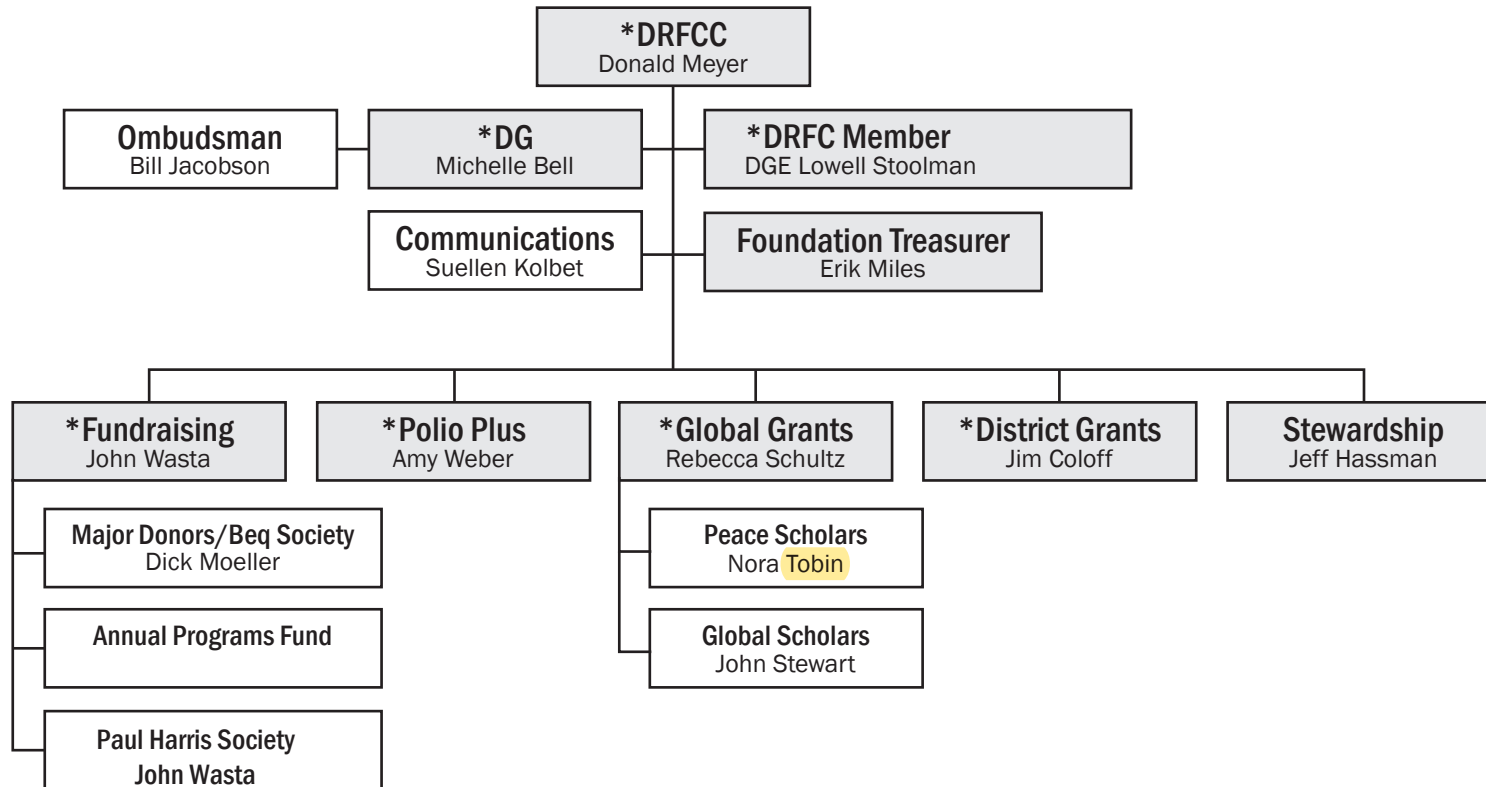 *DRFCC
Donald Meyer
Ombudsman
Bill Jacobson
*DG
Michelle Bell
*DRFC Member
DGE Lowell Stoolman
Communications
Suellen Kolbet
Foundation Treasurer
Erik Miles
*Fundraising
John Wasta
*Polio Plus
Amy Weber
*Global Grants
Rebecca Schultz
*District Grants
Jim Coloff
Stewardship
Jeff Hassman
Major Donors/Beq Society
Dick Moeller
Annual Programs Fund
Paul Harris Society
John Wasta
Peace Scholars
Nora Tobin
Global Scholars
John Stewart